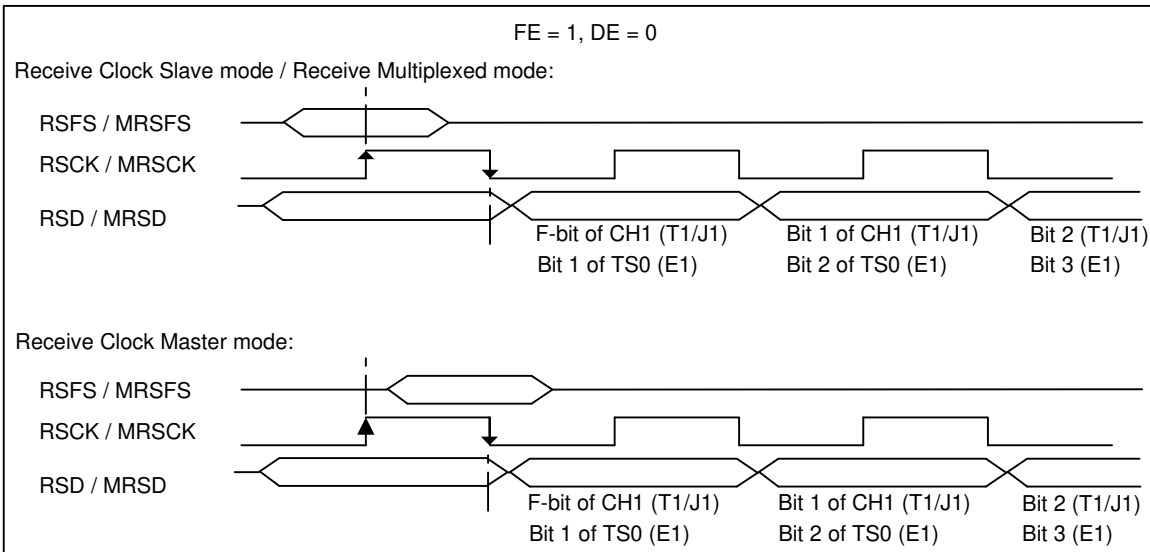 FE = 1, DE = 0
Receive Clock Slave mode / Receive Multiplexed mode:
RSFS / MRSFS
RSCK / MRSCK
RSD / MRSD
F-bit of CH1 (T1/J1) Bit 1 of CH1 (T1/J1) Bit 2 (T1/J1)
Bit 1 of TS0 (E1) Bit 2 of TS0 (E1) Bit 3 (E1)
Receive Clock Master mode:
RSFS / MRSFS
RSCK / MRSCK
RSD / MRSD
F-bit of CH1 (T1/J1) Bit 1 of CH1 (T1/J1) Bit 2 (T1/J1)
Bit 1 of TS0 (E1) Bit 2 of TS0 (E1) Bit 3 (E1)